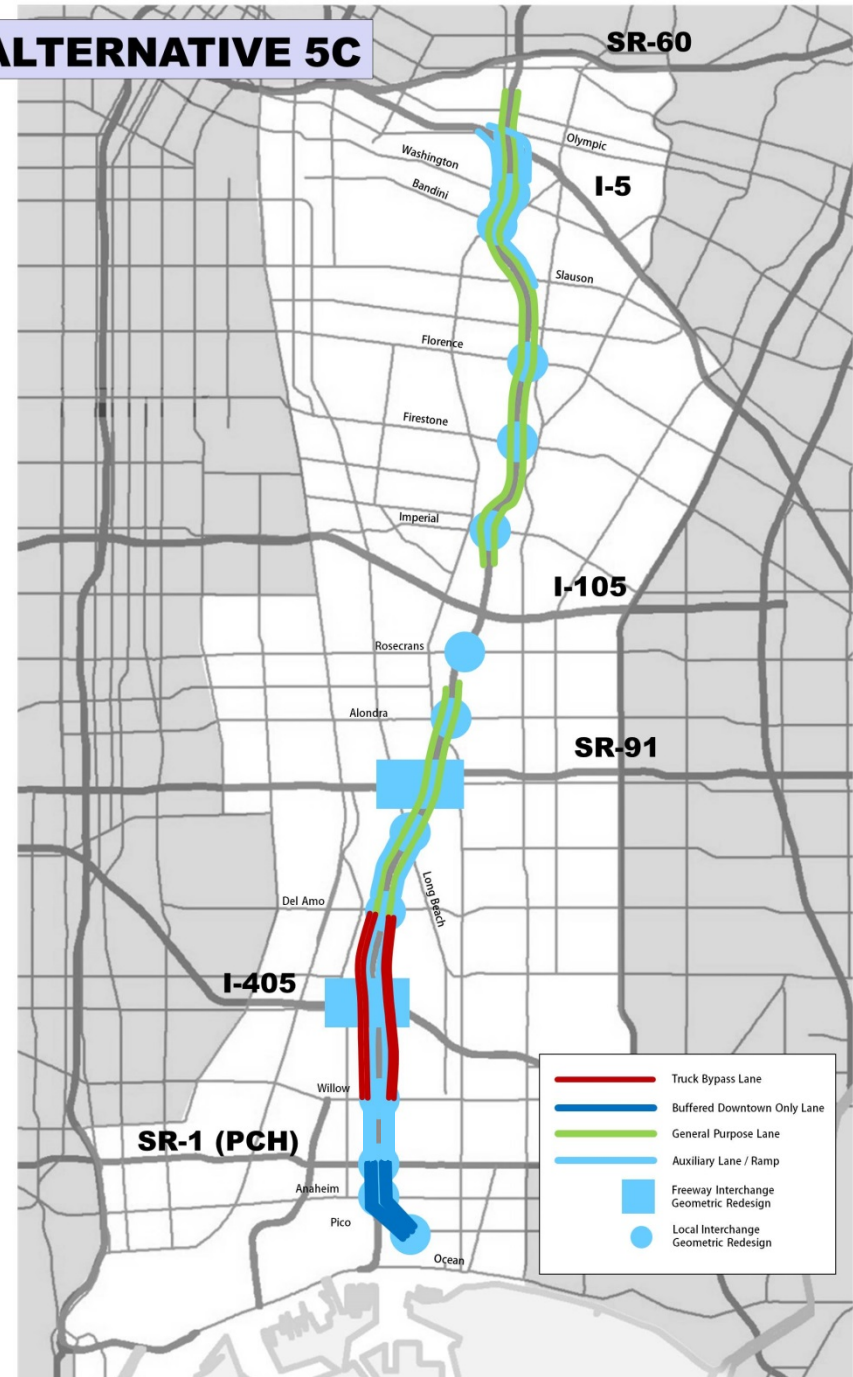 ALTERNATIVE 5C
SR-60
Olympic
Washington
I-5
Bandini
Slauson
Florence
Firestone
Imperial
I-105
Rosecrans
Alondra
SR-91
Long Beach
Del Amo
I-405
Willow
SR-1 (PCH)
Anaheim
Pico
Ocean
Truck Bypass Lane
Buffered Downtown Only Lane
General Purpose Lane
Auxiliary Lane / Ramp
Freeway Interchange
Geometric Redesign
Local Interchange
Geometric Redesign